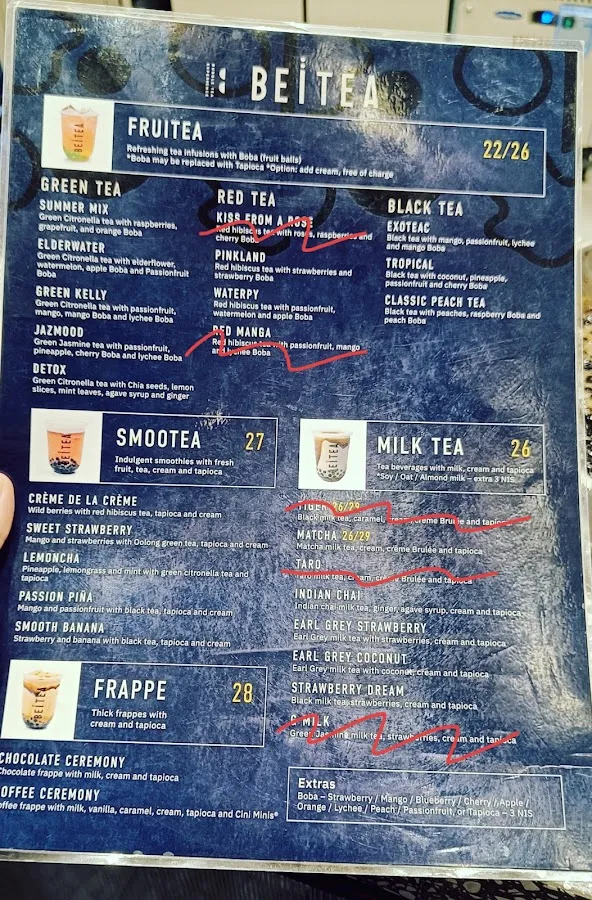 BEITEA
FRUITEA
22/26
Refreshing tea infusions with Boba (fruit balls)
*Boba may be replaced with Tapioca *Option: add cream, free of charge
GREEN TEA
SUMMER MIX
Green Citronella tea with raspberries,
grapefruit, and orange Boba
ELDERWATER
Green Citronella tea with elderflower,
watermelon, apple Boba and Passionfruit
Boba
GREEN KELLY
Green Citronella tea with passionfruit,
mango, mango Boba and lychee Boba
JAZMOOD
Green Jasmine tea with passionfruit,
pineapple, cherry Boba and lychee Boba
DETOX
Green Citronella tea with Chia seeds, lemon
slices, mint leaves, agave syrup and ginger
RED TEA
KISS FROM A ROSE
Red hibiscus tea with roses, raspberries and
cherry Boba
PINKLAND
Red hibiscus tea with strawberries and
strawberry Boba
WATERPY
Red hibiscus tea with passionfruit,
watermelon and apple Boba
RED MANGA
Red hibiscus tea with passionfruit, mango
and lychee Boba
BLACK TEA
EXOTEAC
Black tea with mango, passionfruit, lychee
and mango Boba
TROPICAL
Black tea with coconut, pineapple,
passionfruit and cherry Boba
CLASSIC PEACH TEA
Black tea with peaches, raspberry Boba and
peach Boba
BEITEA
SMOOTEA
27
Indulgent smoothies with fresh
fruit, tea, cream and tapioca
CRÈME DE LA CRÈME
Wild berries with red hibiscus tea, tapioca and cream
SWEET STRAWBERRY
Mango and strawberries with Oolong green tea, tapioca and cream
LEMONCHA
Pineapple, lemongrass and mint with green citronella tea and
tapioca
PASSION PIÑA
Mango and passionfruit with black tea, tapioca and cream
SMOOTH BANANA
Strawberry and banana with black tea, tapioca and cream
BEITEA
FRAPPE
28
Thick frappes with
cream and tapioca
CHOCOLATE CEREMONY
Chocolate frappe with milk, cream and tapioca
OFFEE CEREMONY
offee frappe with milk, vanilla, caramel, cream, tapioca and Cini Minis®
BEITEA
MILK TEA
26
Tea beverages with milk, cream and tapioca
*Soy / Oat / Almond milk – extra 3 NIS
TIGER 26/29
Black milk tea, caramel, cream, crème Brulée and tapioca
MATCHA 26/29
Matcha milk tea, cream, crème Brulée and tapioca
TARO
Taro milk tea, cream, crème Brulée and tapioca
INDIAN CHAI
Indian chai milk tea, ginger, agave syrup, cream and tapioca
EARL GREY STRAWBERRY
Earl Grey milk tea with strawberries, cream and tapioca
EARL GREY COCONUT
Earl Grey milk tea with coconut, cream and tapioca
STRAWBERRY DREAM
Black milk tea, strawberries, cream and tapioca
MILK
Green Jasmine milk tea, strawberries, cream and tapioca
Extras
Boba – Strawberry / Mango / Blueberry / Cherry / Apple /
Orange / Lychee / Peach / Passionfruit, or Tapioca – 3 NIS